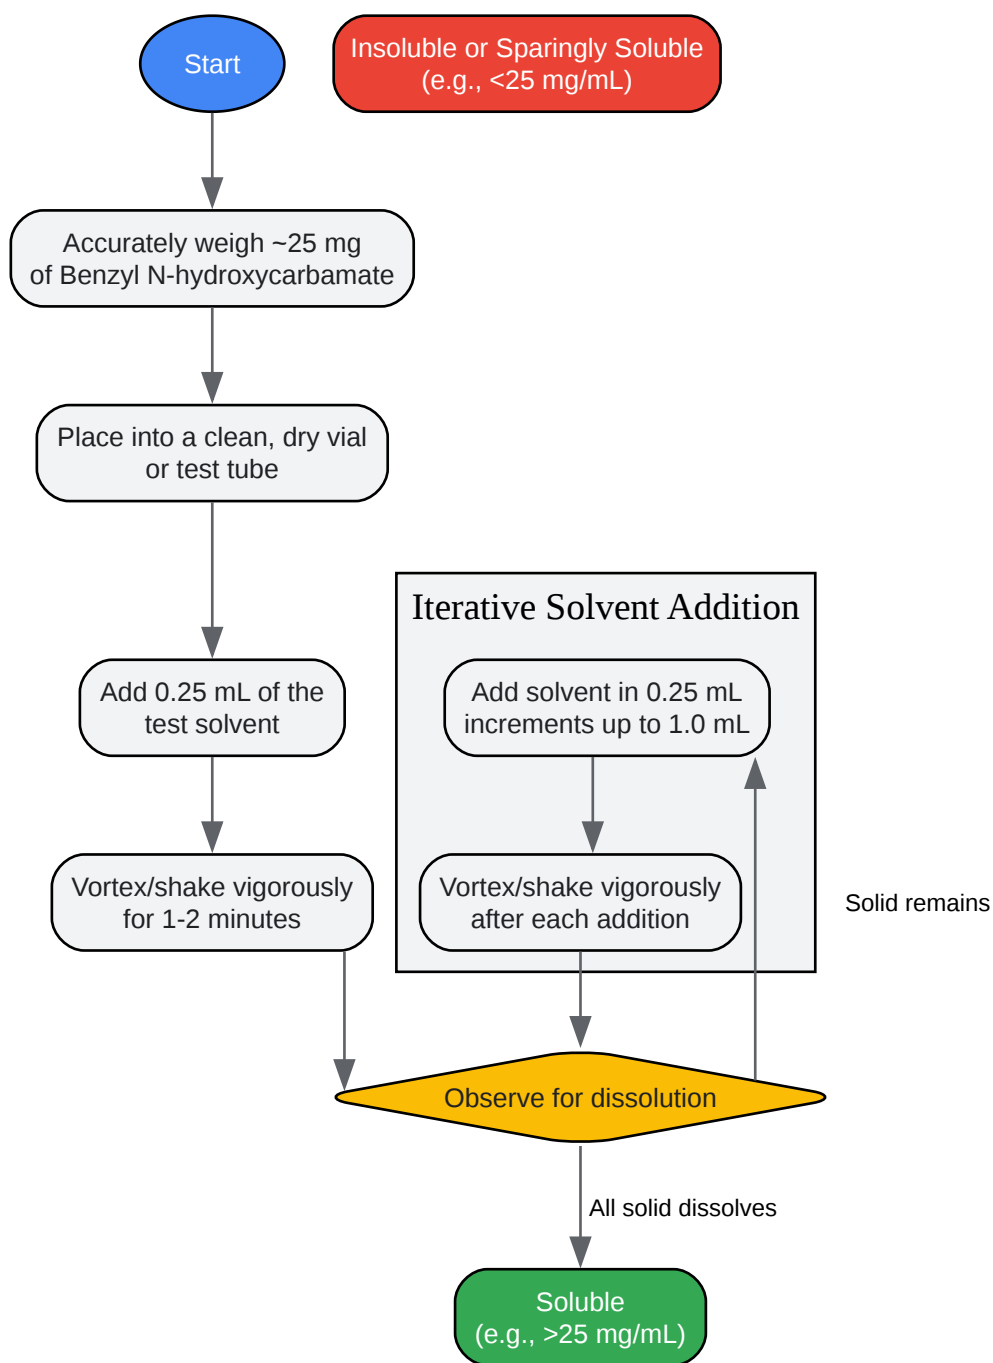 Start
Insoluble or Sparingly Soluble
(e.g., <25 mg/mL)
Accurately weigh ~25 mg
of Benzyl N-hydroxycarbamate
Place into a clean, dry vial
or test tube
Iterative Solvent Addition
Add 0.25 mL of the
test solvent
Add solvent in 0.25 mL
increments up to 1.0 mL
Vortex/shake vigorously
for 1-2 minutes
Vortex/shake vigorously
after each addition
Solid remains
Observe for dissolution
All solid dissolves
Soluble
(e.g., >25 mg/mL)